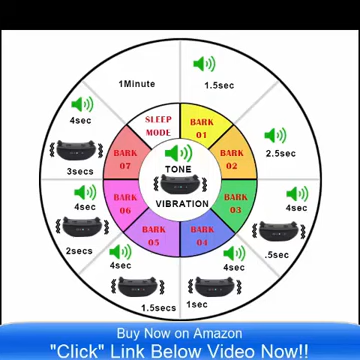 1Minute
1.5sec
4sec
SLEEP
MODE
BARK
01
BARK
07
BARK
02
2.5sec
3secs
TONE
VIBRATION
4sec
BARK
06
BARK
03
4sec
2secs
BARK
05
BARK
04
.5sec
4sec
4sec
1.5secs
1sec
Buy Now on Amazon
"Click" Link Below Video Now!!